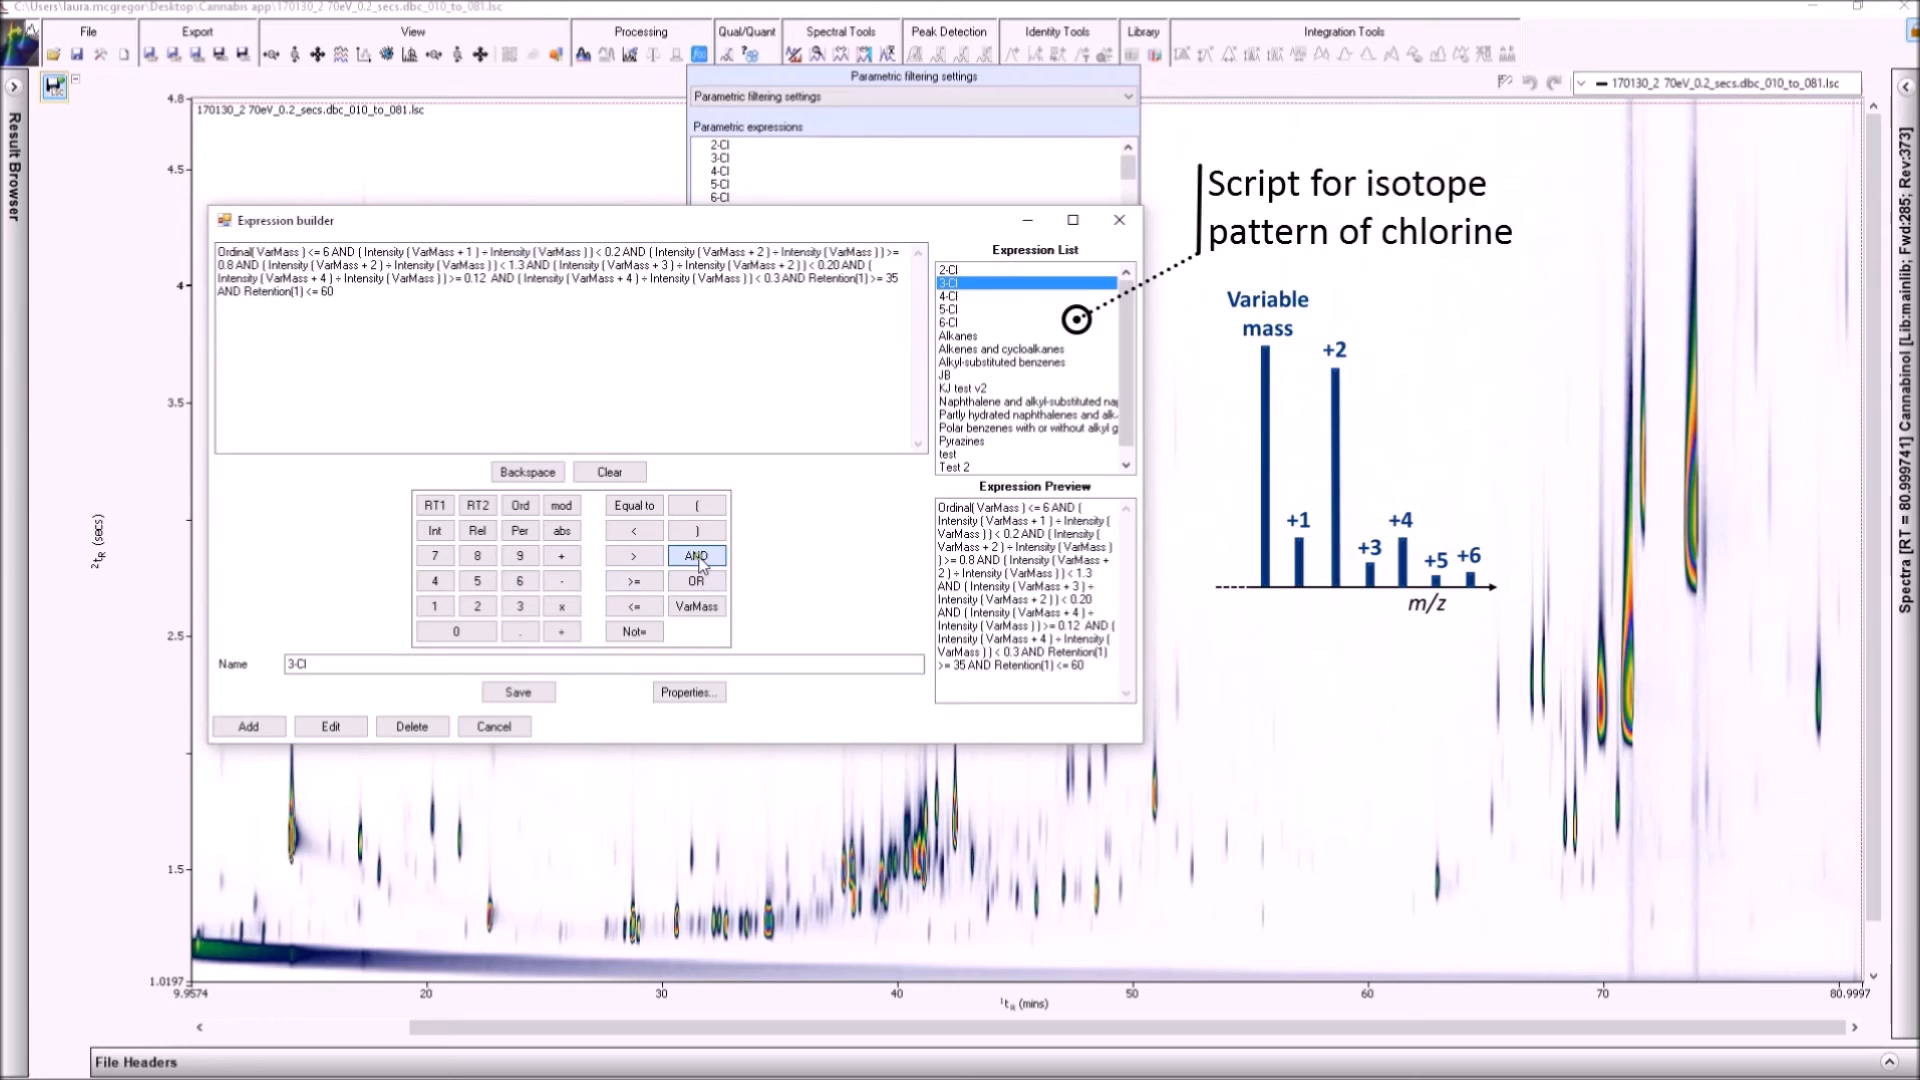 C:\Users\laura.mcgregor\Desktop\Cannabis app\170130_2 70eV_0.2_secs.dbc_010_to_081.lsc
File Export View Processing Qual/Quant Spectral Tools Peak Detection Identity Tools Library Integration Tools
Parametric filtering settings
Parametric filtering settings
170130_2 70eV_0.2_secs.dbc_010_to_081.lsc
170130_2 70eV_0.2_secs.dbc_010_to_081.lsc
Parametric expressions
2-Cl
3-Cl
4-Cl
5-Cl
6-Cl
Result Browser
Spectra [RT = 80.999741] Cannabinol [Lib:mainlib; Fwd:285; Rev:373]
Script for isotope
pattern of chlorine
Expression builder
Ordinal( VarMass ) <= 6 AND ( Intensity ( VarMass + 1 ) ÷ Intensity ( VarMass ) ) < 0.2 AND ( Intensity ( VarMass + 2 ) ÷ Intensity ( VarMass ) ) >=
0.8 AND ( Intensity ( VarMass + 2 ) ÷ Intensity ( VarMass ) ) < 1.3 AND ( Intensity ( VarMass + 3 ) ÷ Intensity ( VarMass + 2 ) ) < 0.20 AND (
Intensity ( VarMass + 4 ) ÷ Intensity ( VarMass ) ) >= 0.12 AND ( Intensity ( VarMass + 4 ) ÷ Intensity ( VarMass ) ) < 0.3 AND Retention(1) >= 35
AND Retention(1) <= 60
Expression List
2-Cl
3-Cl
4-Cl
5-Cl
6-Cl
Alkanes
Alkenes and cycloalkanes
Alkyl-substituted benzenes
JB
KJ test v2
Naphthalene and alkyl-substituted nap
Partly hydrated naphthalenes and alk-
Polar benzenes with or without alkyl g
Pyrazines
test
Test 2
Backspace Clear
RT1 RT2 Ord mod Equal to (
Int Rel Per abs < )
7 8 9 + > AND
4 5 6 - >= OR
1 2 3 x <= VarMass
0 . ÷ Not=
Expression Preview
Ordinal( VarMass ) <= 6 AND (
Intensity ( VarMass + 1 ) ÷ Intensity (
VarMass ) ) < 0.2 AND ( Intensity (
VarMass + 2 ) ÷ Intensity ( VarMass )
) >= 0.8 AND ( Intensity ( VarMass +
2 ) ÷ Intensity ( VarMass ) ) < 1.3
AND ( Intensity ( VarMass + 3 ) ÷
Intensity ( VarMass + 2 ) ) < 0.20
AND ( Intensity ( VarMass + 4 ) ÷
Intensity ( VarMass ) ) >= 0.12 AND (
Intensity ( VarMass + 4 ) ÷ Intensity (
VarMass ) ) < 0.3 AND Retention(1)
>= 35 AND Retention(1) <= 60
Name 3-Cl
Save Properties...
Add Edit Delete Cancel
Variable
mass
+1
+2
+3
+4
+5
+6
m/z
4.8
4.5
4
3.5
2.5
1.5
1.0197
²tR (secs)
9.9574 20 30 40 50 60 70 80.9997
¹tR (mins)
File Headers